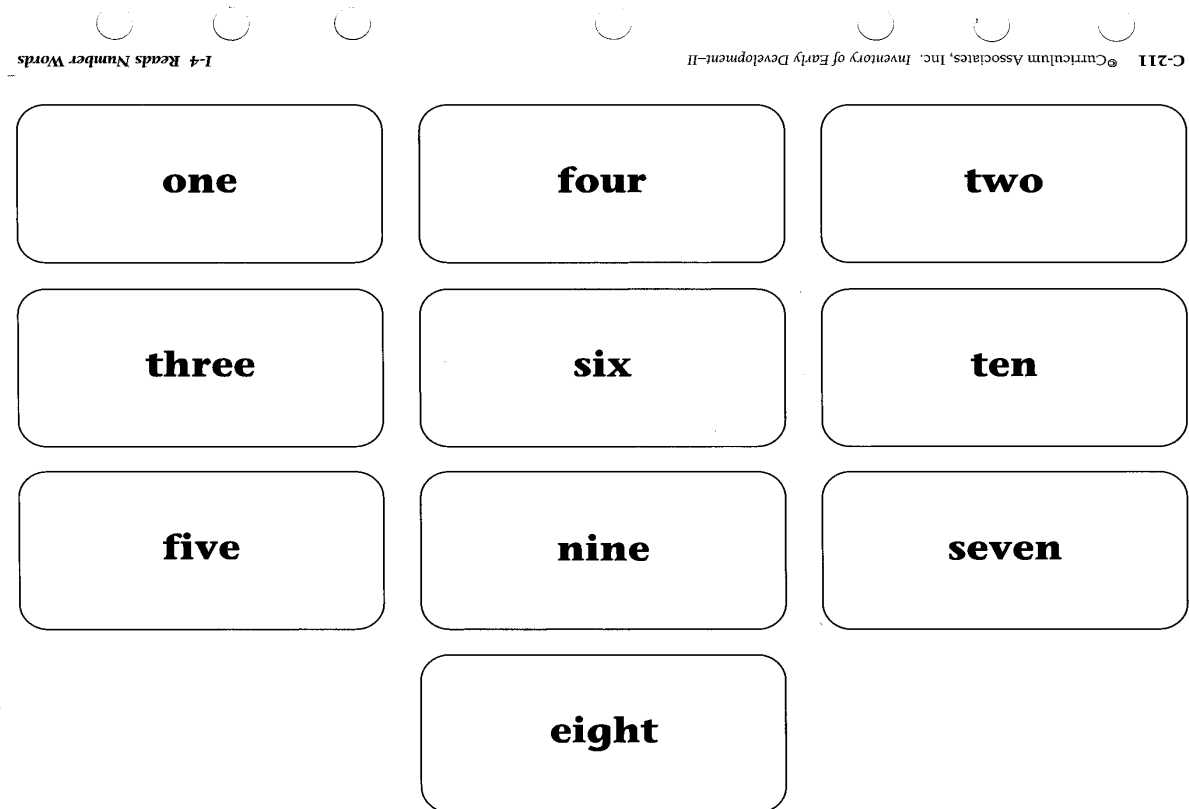 I-4 Reads Number Words
C-211 ©Curriculum Associates, Inc. Inventory of Early Development–II
one four two
three six ten
five nine seven
eight